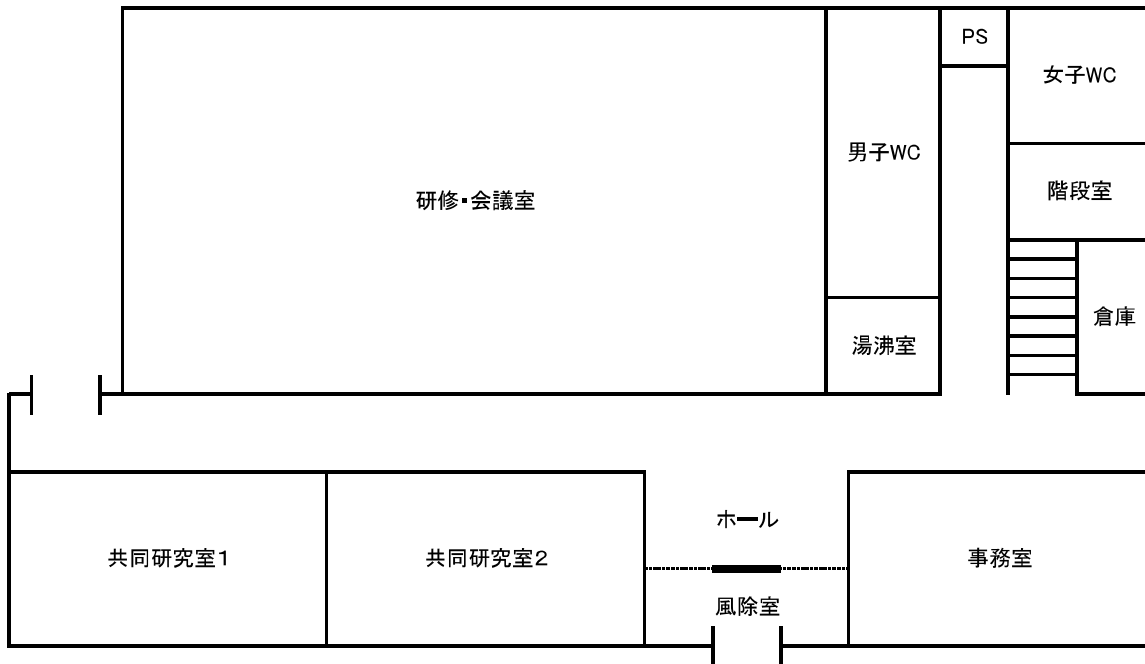 PS
女子WC
男子WC
階段室
研修・会議室
倉庫
湯沸室
ホール
共同研究室1
共同研究室2
事務室
風除室